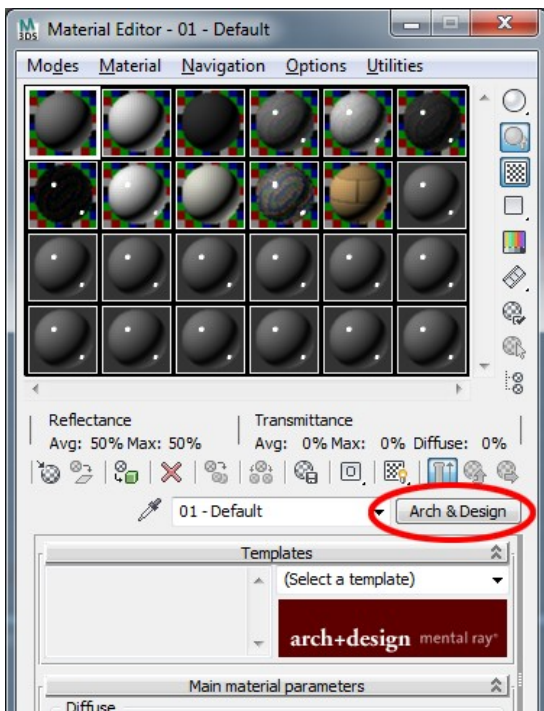 M
3DS
Material Editor - 01 - Default
Modes Material Navigation Options Utilities
Reflectance Transmittance
Avg: 50% Max: 50% Avg: 0% Max: 0% Diffuse: 0%
01 - Default Arch & Design
Templates
(Select a template)
arch+design mental ray®
Main material parameters
Diffuse